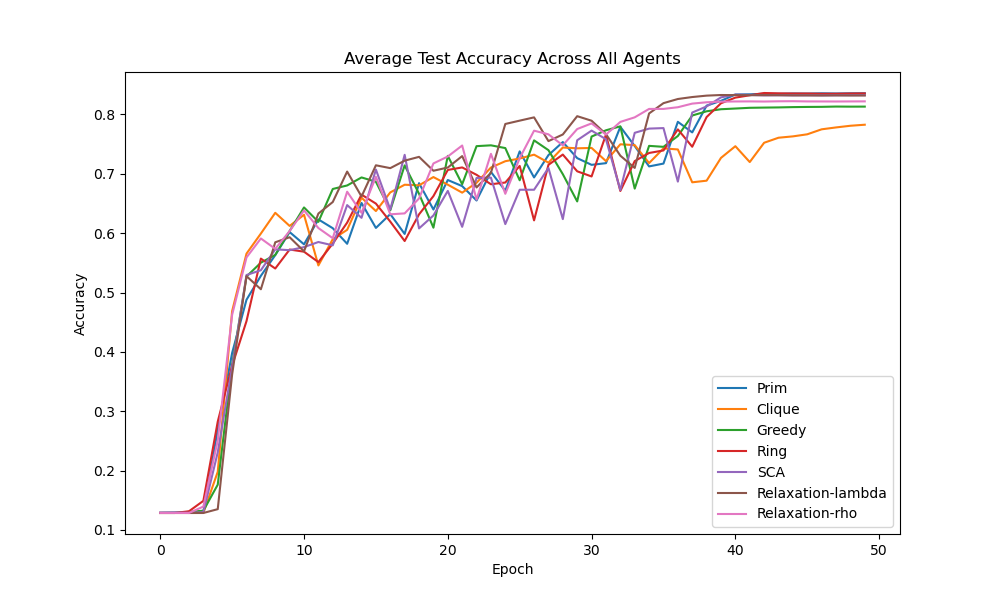 Average Test Accuracy Across All Agents
Accuracy
0.8
0.7
0.6
0.5
0.4
0.3
0.2
0.1
0
10
20
30
40
50
Epoch
Prim
Clique
Greedy
Ring
SCA
Relaxation-lambda
Relaxation-rho